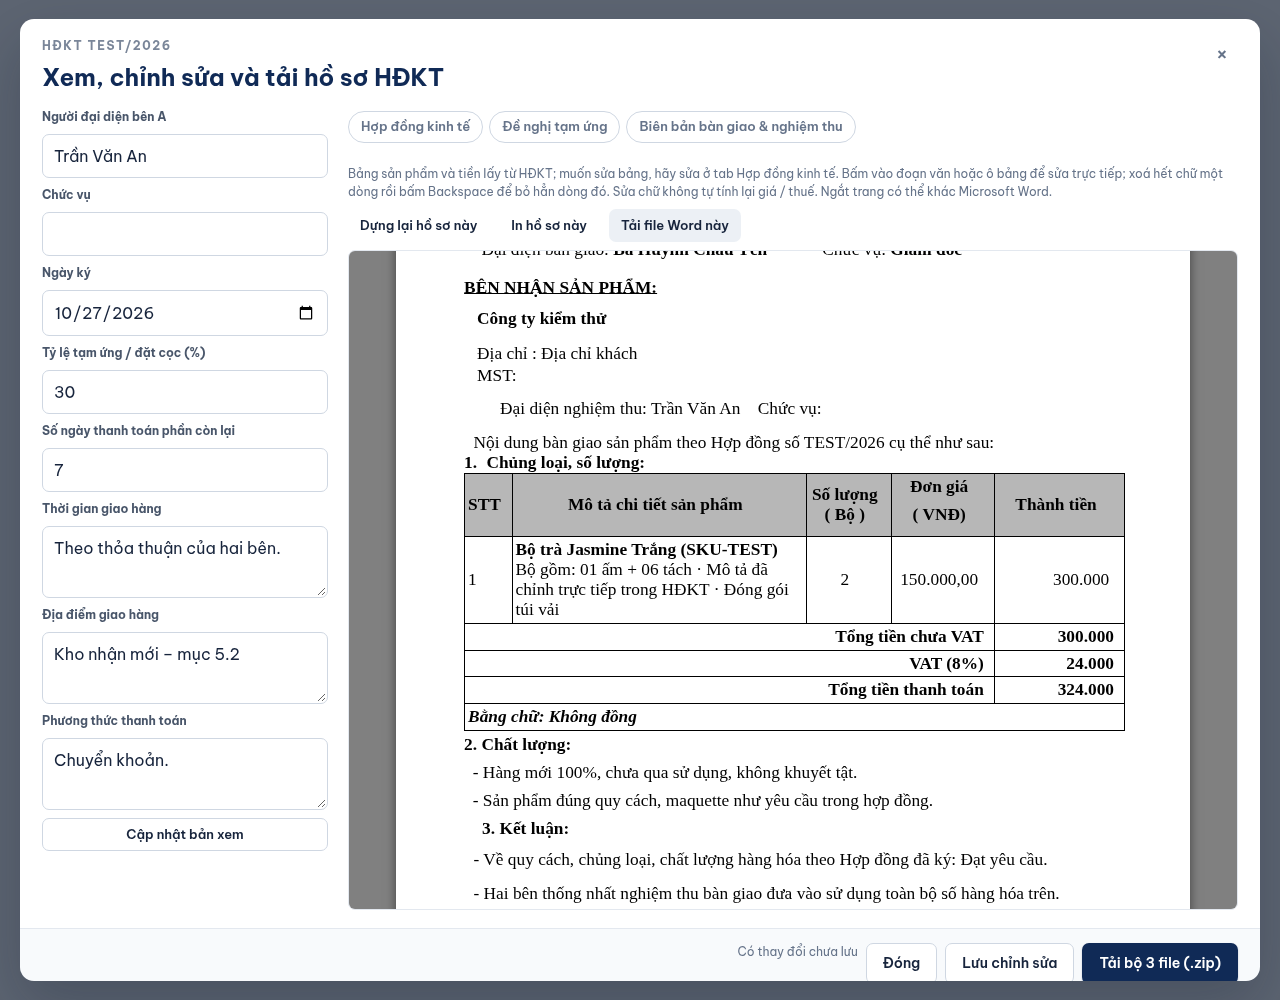 HĐKT TEST/2026
Xem, chỉnh sửa và tải hồ sơ HĐKT
×
Người đại diện bên A
Trần Văn An
Chức vụ
Ngày ký
10/27/2026
Tỷ lệ tạm ứng / đặt cọc (%)
30
Số ngày thanh toán phần còn lại
7
Thời gian giao hàng
Theo thỏa thuận của hai bên.
Địa điểm giao hàng
Kho nhận mới – mục 5.2
Phương thức thanh toán
Chuyển khoản.
Cập nhật bản xem
Hợp đồng kinh tế
Đề nghị tạm ứng
Biên bản bàn giao & nghiệm thu
Bảng sản phẩm và tiền lấy từ HĐKT; muốn sửa bảng, hãy sửa ở tab Hợp đồng kinh tế. Bấm vào đoạn văn hoặc ô bảng để sửa trực tiếp; xoá hết chữ một
dòng rồi bấm Backspace để bỏ hẳn dòng đó. Sửa chữ không tự tính lại giá / thuế. Ngắt trang có thể khác Microsoft Word.
Dựng lại hồ sơ này
In hồ sơ này
Tải file Word này
Đại diện bàn giao: Bà Huỳnh Châu Yến Chức vụ: Giám đốc
BÊN NHẬN SẢN PHẨM:
Công ty kiểm thử
Địa chỉ : Địa chỉ khách
MST:
Đại diện nghiệm thu: Trần Văn An Chức vụ:
Nội dung bàn giao sản phẩm theo Hợp đồng số TEST/2026 cụ thể như sau:
1. Chủng loại, số lượng:
STT Mô tả chi tiết sản phẩm Số lượng ( Bộ ) Đơn giá ( VNĐ) Thành tiền
1
Bộ trà Jasmine Trắng (SKU-TEST)
Bộ gồm: 01 ấm + 06 tách · Mô tả đã
chỉnh trực tiếp trong HĐKT · Đóng gói
túi vải
2
150.000,00
300.000
Tổng tiền chưa VAT 300.000
VAT (8%) 24.000
Tổng tiền thanh toán 324.000
Bằng chữ: Không đồng
2. Chất lượng:
- Hàng mới 100%, chưa qua sử dụng, không khuyết tật.
- Sản phẩm đúng quy cách, maquette như yêu cầu trong hợp đồng.
3. Kết luận:
- Về quy cách, chủng loại, chất lượng hàng hóa theo Hợp đồng đã ký: Đạt yêu cầu.
- Hai bên thống nhất nghiệm thu bàn giao đưa vào sử dụng toàn bộ số hàng hóa trên.
Có thay đổi chưa lưu
Đóng
Lưu chỉnh sửa
Tải bộ 3 file (.zip)